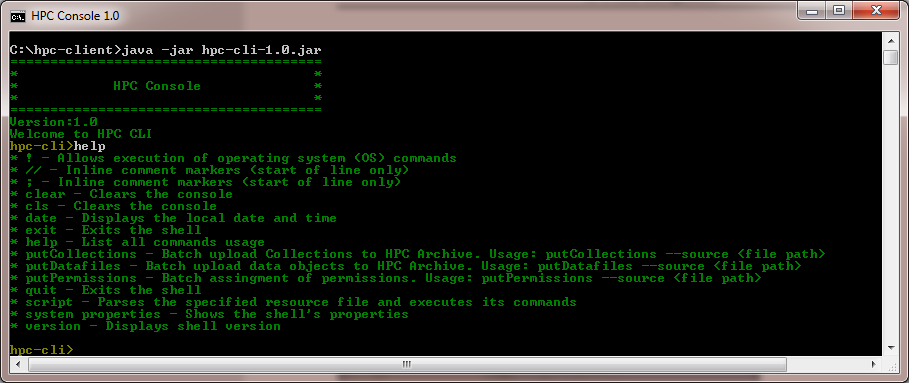 HPC Console 1.0
C:\hpc-client>java -jar hpc-cli-1.0.jar
=======================================
* *
* HPC Console *
* *
=======================================
Version:1.0
Welcome to HPC CLI
hpc-cli>help
* ! - Allows execution of operating system (OS) commands
* // - Inline comment markers (start of line only)
* ; - Inline comment markers (start of line only)
* clear - Clears the console
* cls - Clears the console
* date - Displays the local date and time
* exit - Exits the shell
* help - List all commands usage
* putCollections - Batch upload Collections to HPC Archive. Usage: putCollections --source <file path>
* putDatafiles - Batch upload data objects to HPC Archive. Usage: putDatafiles --source <file path>
* putPermissions - Batch assingment of permissions. Usage: putPermissions --source <file path>
* quit - Exits the shell
* script - Parses the specified resource file and executes its commands
* system properties - Shows the shell's properties
* version - Displays shell version
hpc-cli>